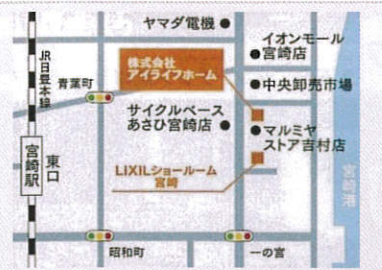 ヤマダ電機
イオンモール
宮崎店
株式会社
アイライフホーム
JR日豊本線
青葉町
中央卸売市場
サイクルベース
あさひ宮崎店
マルミヤ
ストア吉村店
宮崎駅
東口
LIXILショールーム
宮崎
宮崎港
昭和町
一の宮